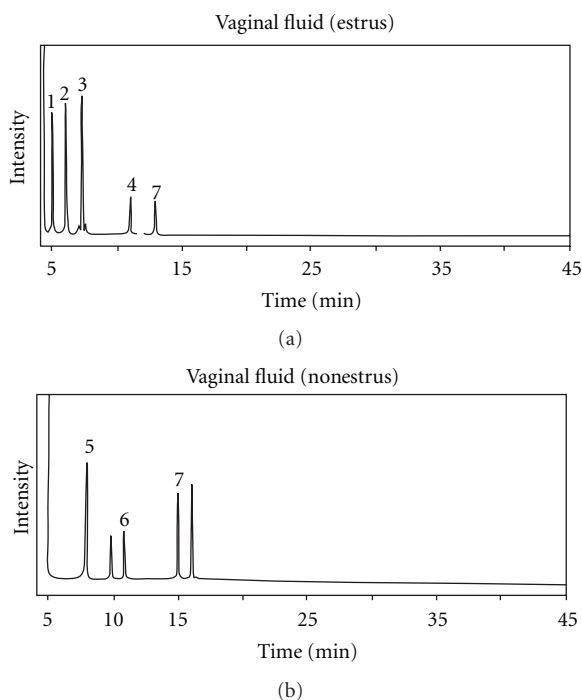 Vaginal fluid (estrus)
Intensity
1 2 3 4 7
5 15 25 35 45
Time (min)
(a)
Vaginal fluid (nonestrus)
Intensity
5 6 7
5 10 15 25 35 45
Time (min)
(b)